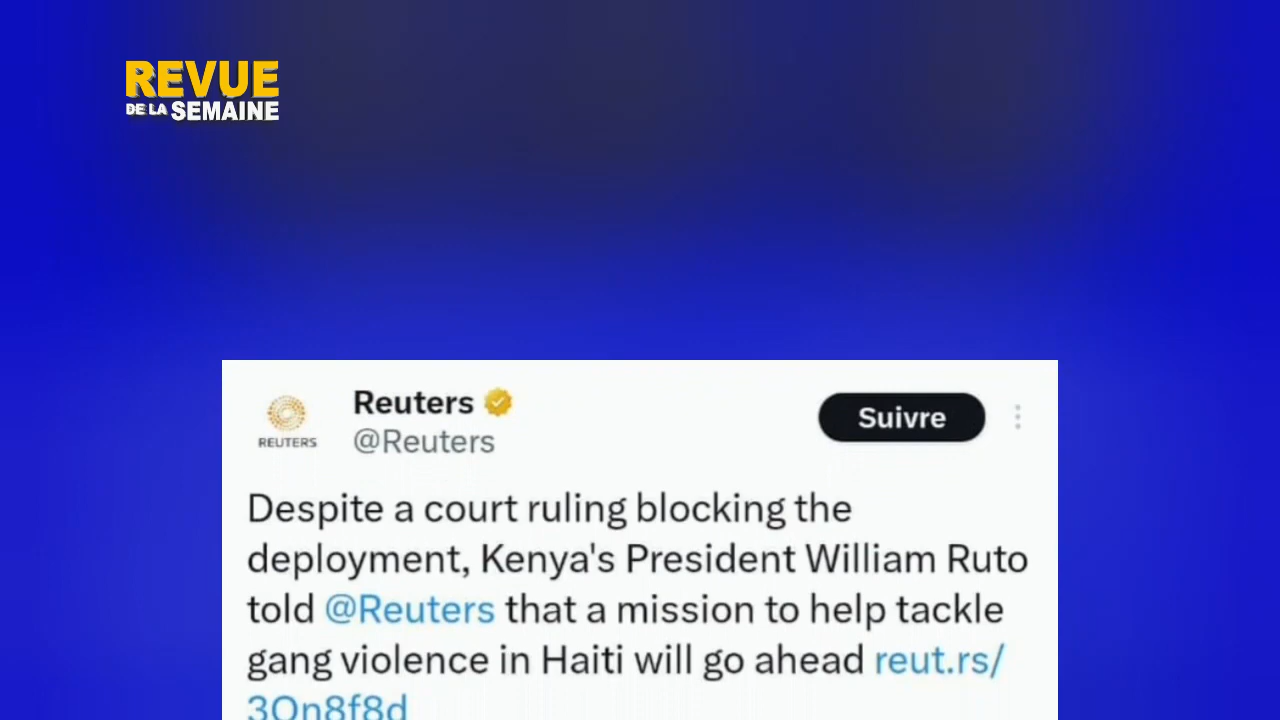 REVUE
DE LA SEMAINE
Reuters
REUTERS
@Reuters
Suivre
Despite a court ruling blocking the
deployment, Kenya's President William Ruto
told @Reuters that a mission to help tackle
gang violence in Haiti will go ahead reut.rs/
3On8f8d